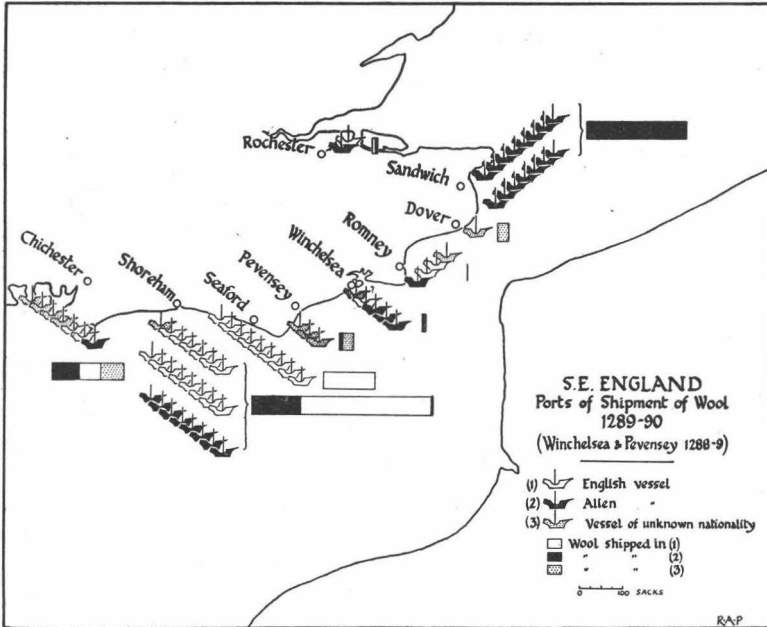 Rochester
Sandwich
Dover
Romney
Winchelsea
Pevensey
Seaford
Shoreham
Chichester
S.E. ENGLAND
Ports of Shipment of Wool
1289-90
(Winchelsea & Pevensey 1288-9)
(1) English vessel
(2) Alien "
(3) Vessel of unknown nationality
Wool shipped in (1)
" " (2)
" " (3)
0 100 SACKS
R.A.P